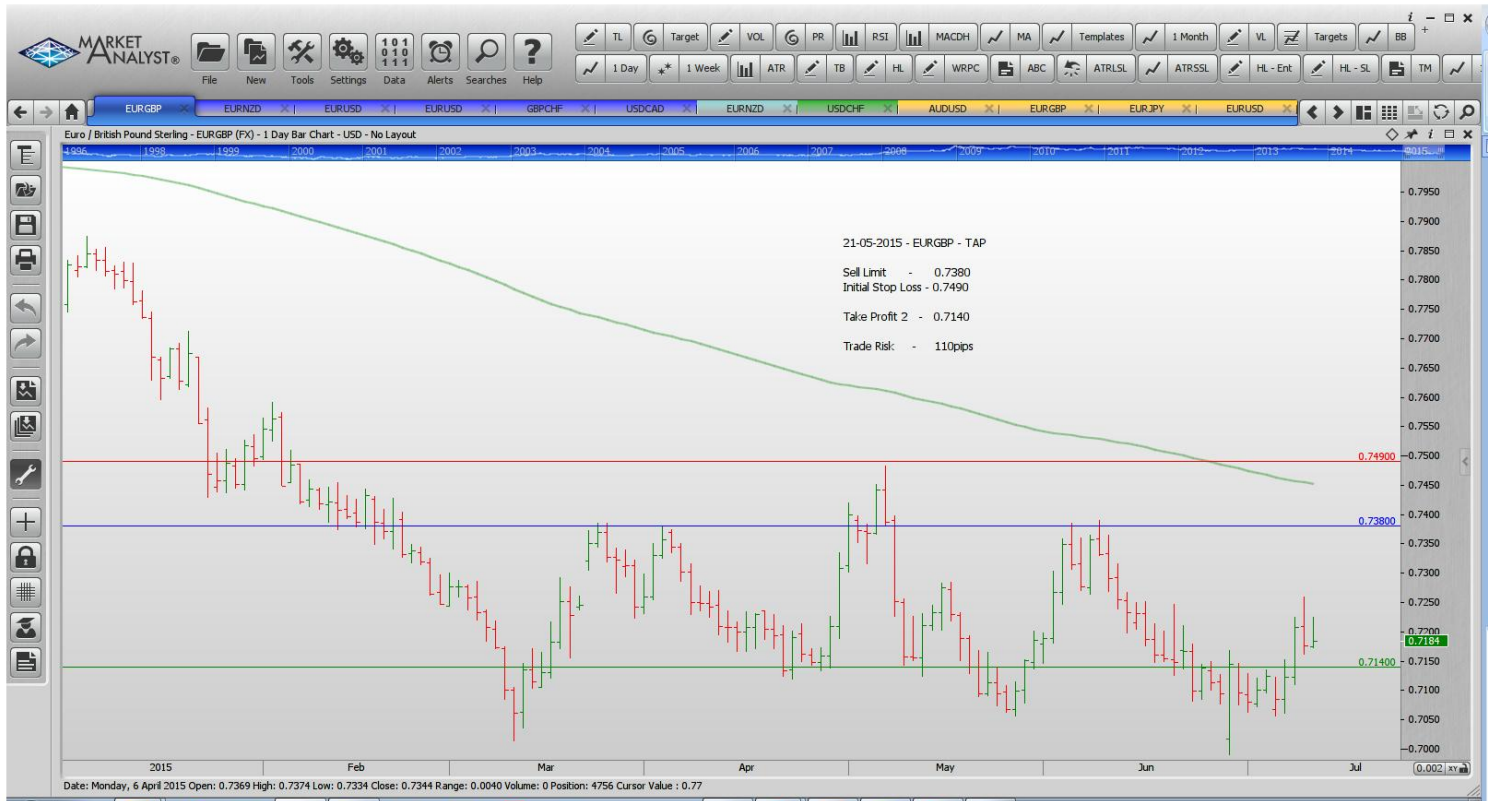 i
MARKET ANALYST®
File New Tools Settings Data Alerts Searches Help
TL Target VOL PR RSI MACDH MA Templates 1 Month VL Targets BB
1 Day 1 Week ATR TB HL WRPC ABC ATRLSL ATRSSL HL - Ent HL - SL TM
EURGBP EURNZD EURUSD EURUSD GBPCHF USDCAD EURNZD USDCHF AUDUSD EURGBP EURJPY EURUSD
Euro / British Pound Sterling - EURGBP (FX) - 1 Day Bar Chart - USD - No Layout
i
1996 1998 1999 2000 2001 2002 2003 2004 2005 2006 2007 2008 2009 2010 2011 2012 2013 2014 2015
0.7950
0.7900
21-05-2015 - EURGBP - TAP
0.7850
Sell Limit - 0.7380
0.7800
Initial Stop Loss - 0.7490
0.7750
Take Profit 2 - 0.7140
0.7700
Trade Risk - 110pips
0.7650
0.7600
0.7550
0.74900
0.7500
0.7450
0.7400
0.73800
0.7350
0.7300
0.7250
0.7200
0.7184
0.71400
0.7150
0.7100
0.7050
0.7000
2015 Feb Mar Apr May Jun Jul
0.002 XY
Date: Monday, 6 April 2015 Open: 0.7369 High: 0.7374 Low: 0.7334 Close: 0.7344 Range: 0.0040 Volume: 0 Position: 4756 Cursor Value : 0.77